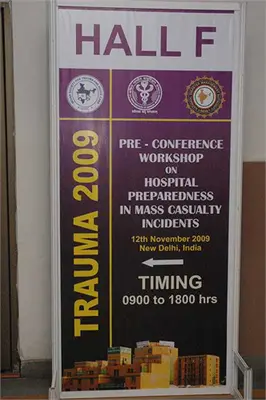 HALL F
TRAUMA 2009
PRE - CONFERENCE
WORKSHOP
ON
HOSPITAL
PREPAREDNESS
IN MASS CASUALTY
INCIDENTS
12th November 2009
New Delhi, India
TIMING
0900 to 1800 hrs